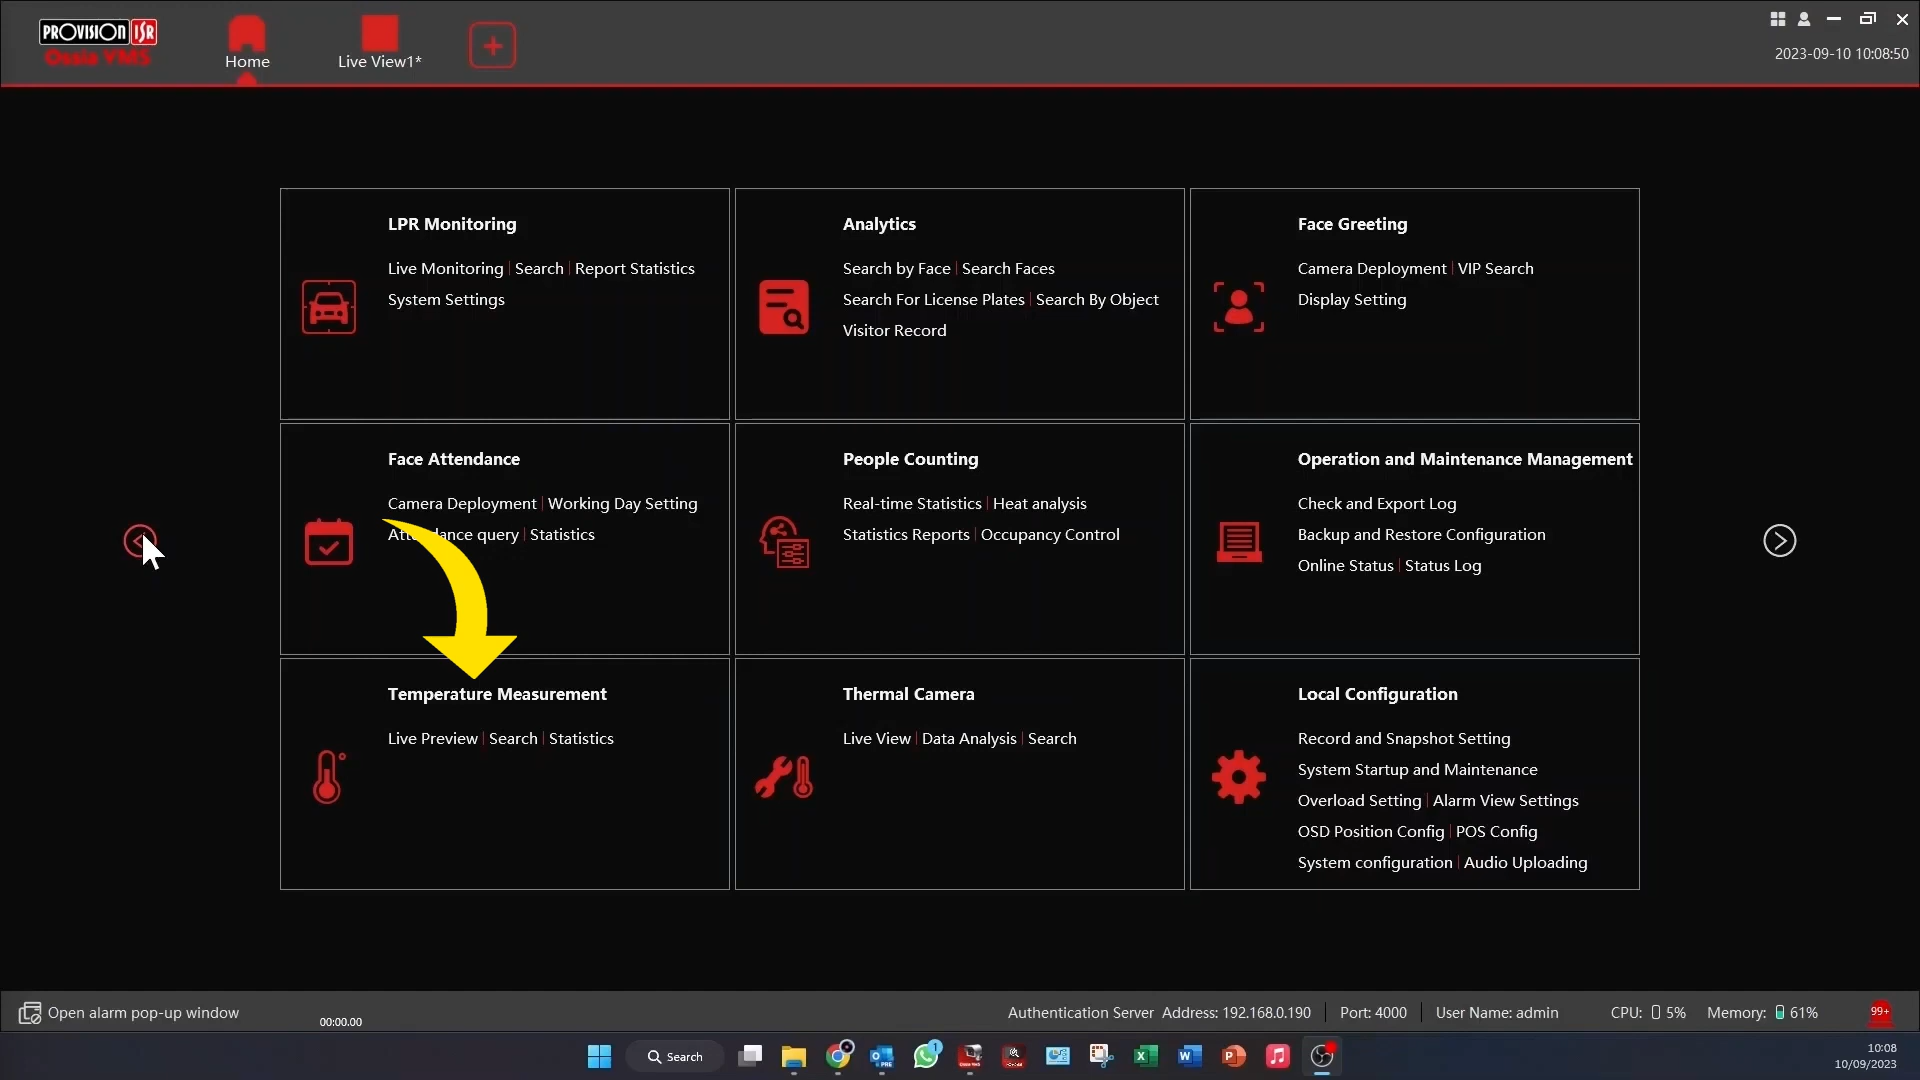 PROVISION ISR
Ossia VMS
Home
Live View1*
2023-09-10 10:08:50
LPR Monitoring
Live Monitoring | Search | Report Statistics
System Settings
Analytics
Search by Face | Search Faces
Search For License Plates | Search By Object
Visitor Record
Face Greeting
Camera Deployment | VIP Search
Display Setting
Face Attendance
Camera Deployment | Working Day Setting
query | Statistics
People Counting
Real-time Statistics | Heat analysis
Statistics Reports | Occupancy Control
Operation and Maintenance Management
Check and Export Log
Backup and Restore Configuration
Online Status | Status Log
Temperature Measurement
Live Preview | Search | Statistics
Thermal Camera
Live View | Data Analysis | Search
Local Configuration
Record and Snapshot Setting
System Startup and Maintenance
Overload Setting | Alarm View Settings
OSD Position Config | POS Config
System configuration | Audio Uploading
Open alarm pop-up window
00:00.00
Authentication Server Address: 192.168.0.190 | Port: 4000 | User Name: admin
CPU: 5% Memory: 61%
99+
Search
PRE
1
10:08
10/09/2023